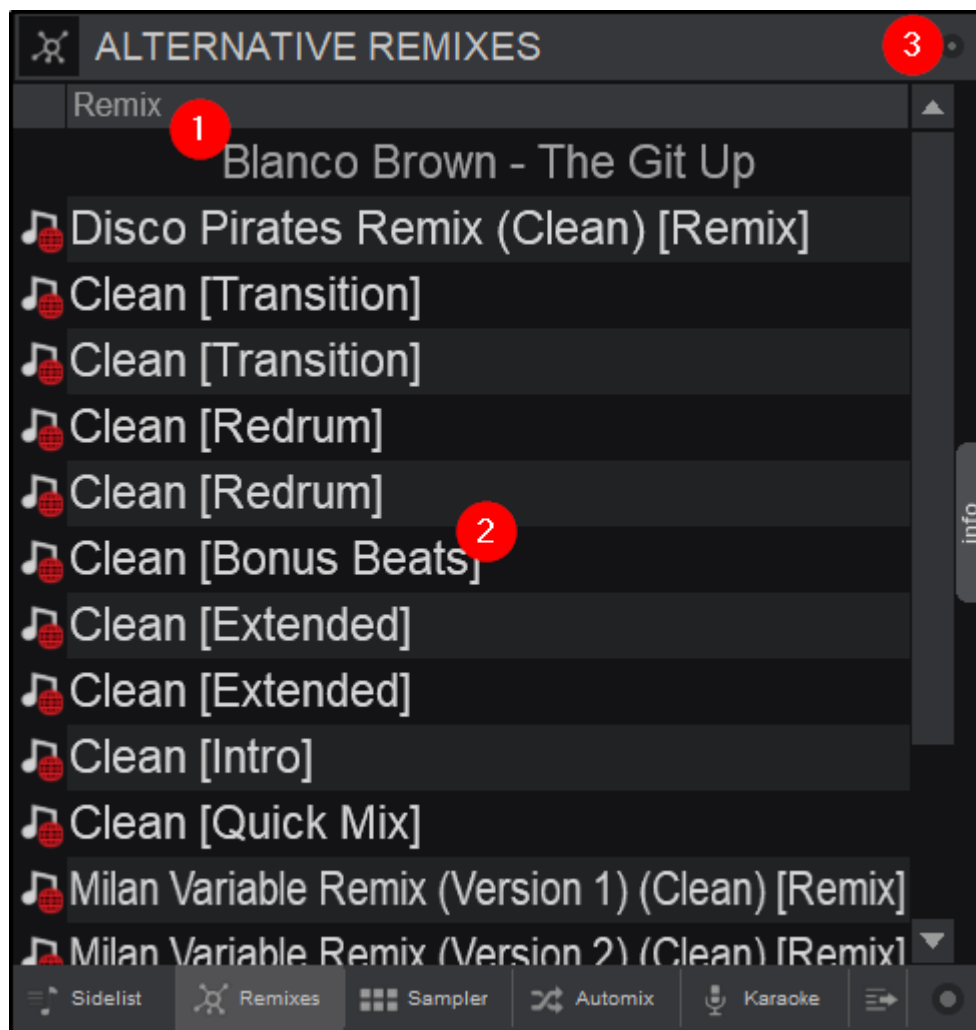 ALTERNATIVE REMIXES
3
Remix
1
Blanco Brown - The Git Up
Disco Pirates Remix (Clean) [Remix]
Clean [Transition]
Clean [Transition]
Clean [Redrum]
Clean [Redrum]
2
Clean [Bonus Beats]
info
Clean [Extended]
Clean [Extended]
Clean [Intro]
Clean [Quick Mix]
Milan Variable Remix (Version 1) (Clean) [Remix]
Milan Variable Remix (Version 2) (Clean) [Remix]
Sidelist Remixes Sampler Automix Karaoke